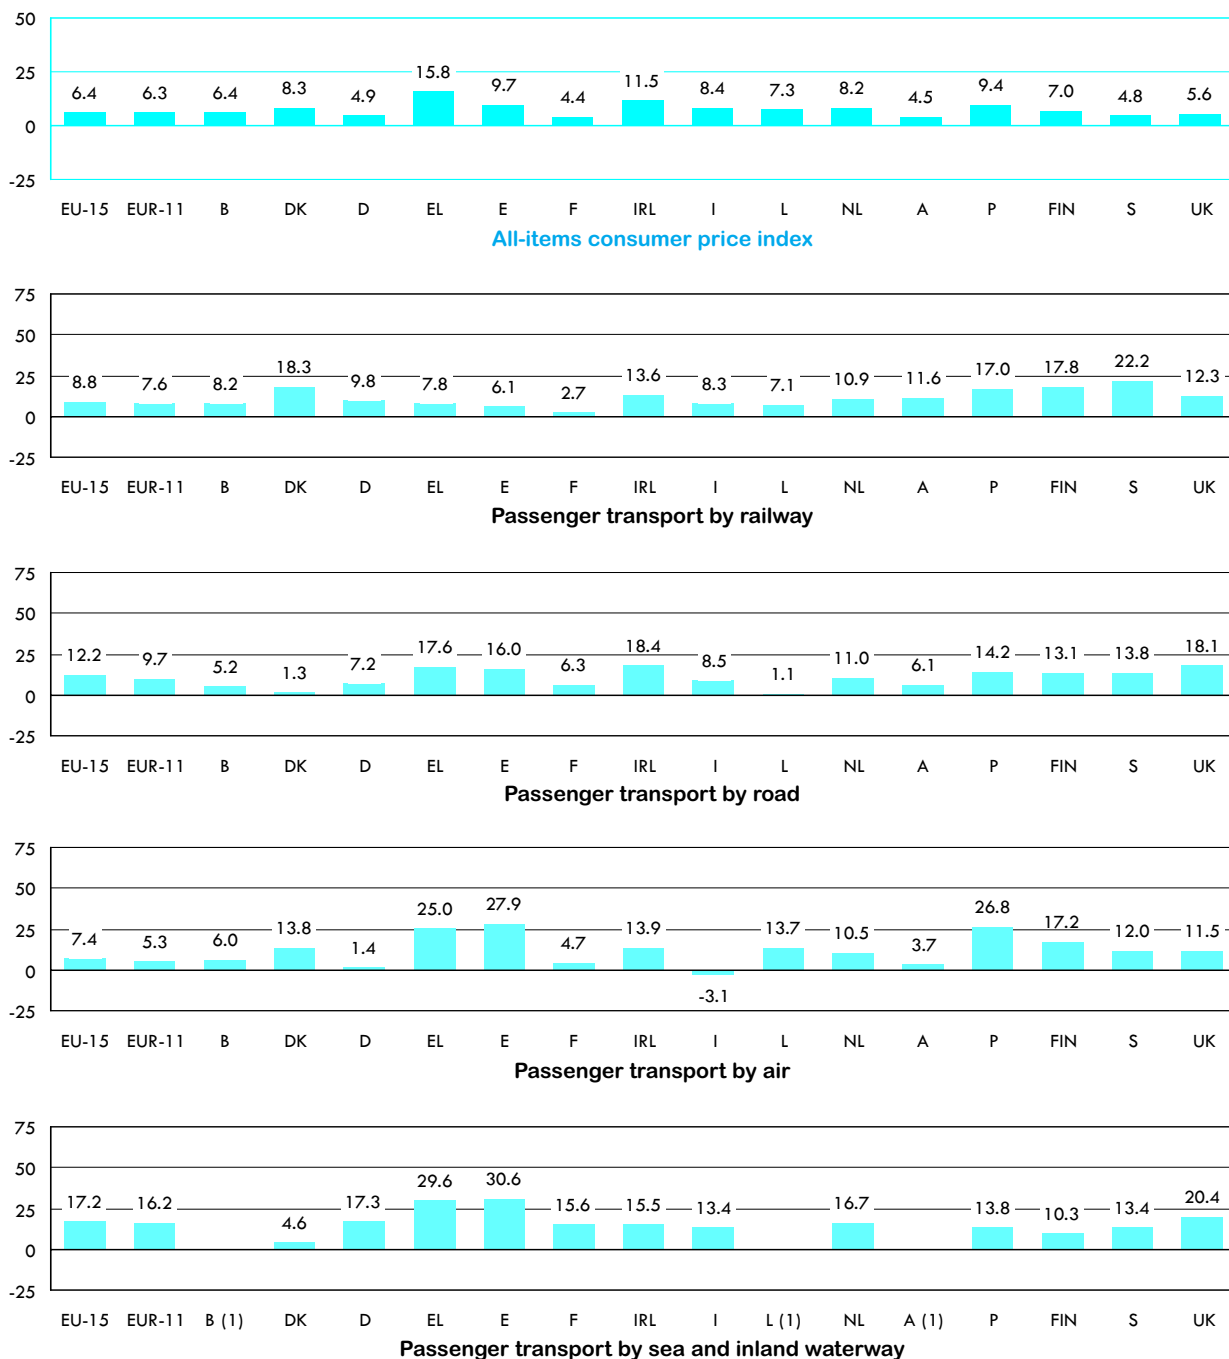 50
15.8
11.5
25
9.7 9.4
8.3 8.4 8.2
6.4 6.3 6.4 7.3 7.0 5.6
4.9 4.4 4.5 4.8
0
-25
EU-15 EUR-11 B DK D EL E F IRL I L NL A P FIN S UK
All-items consumer price index
75
50
18.3 17.0 17.8 22.2
25 8.8 7.6 8.2 9.8 7.8 6.1 2.7 13.6 8.3 7.1 10.9 11.6 12.3
0
-25
EU-15 EUR-11 B DK D EL E F IRL I L NL A P FIN S UK
Passenger transport by railway
75
50
17.6 16.0 18.4 18.1
25 12.2 9.7 5.2 1.3 7.2 6.3 8.5 1.1 11.0 6.1 14.2 13.1 13.8
0
-25
EU-15 EUR-11 B DK D EL E F IRL I L NL A P FIN S UK
Passenger transport by road
75
50
25.0 27.9 26.8
25 7.4 5.3 6.0 13.8 1.4 4.7 13.9 13.7 10.5 3.7 17.2 12.0 11.5
0
-3.1
-25
EU-15 EUR-11 B DK D EL E F IRL I L NL A P FIN S UK
Passenger transport by air
75
50
29.6 30.6
25 17.2 16.2 4.6 17.3 15.6 15.5 13.4 16.7 13.8 10.3 13.4 20.4
0
-25
EU-15 EUR-11 B (1) DK D EL E F IRL I L (1) NL A (1) P FIN S UK
Passenger transport by sea and inland waterway